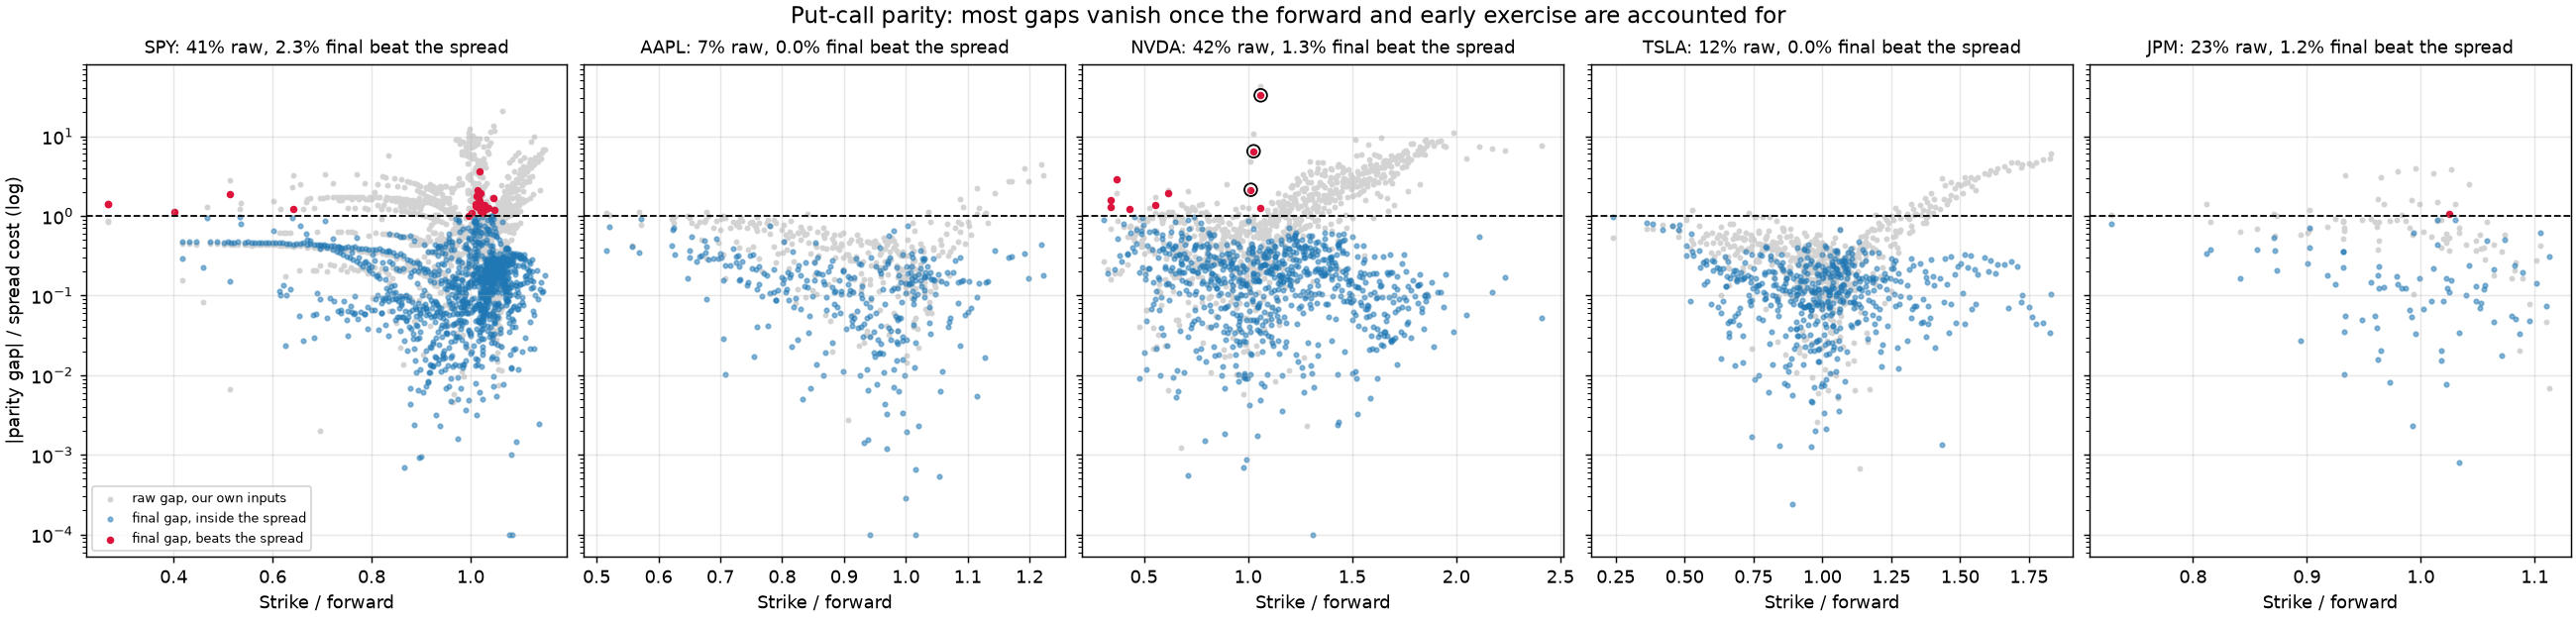 Put-call parity: most gaps vanish once the forward and early exercise are accounted for
SPY: 41% raw, 2.3% final beat the spread
AAPL: 7% raw, 0.0% final beat the spread
NVDA: 42% raw, 1.3% final beat the spread
TSLA: 12% raw, 0.0% final beat the spread
JPM: 23% raw, 1.2% final beat the spread
|parity gap| / spread cost (log)
10¹
10⁰
10⁻¹
10⁻²
10⁻³
10⁻⁴
raw gap, our own inputs
final gap, inside the spread
final gap, beats the spread
0.4 0.6 0.8 1.0
0.5 0.6 0.7 0.8 0.9 1.0 1.1 1.2
0.5 1.0 1.5 2.0 2.5
0.25 0.50 0.75 1.00 1.25 1.50 1.75
0.8 0.9 1.0 1.1
Strike / forward
Strike / forward
Strike / forward
Strike / forward
Strike / forward